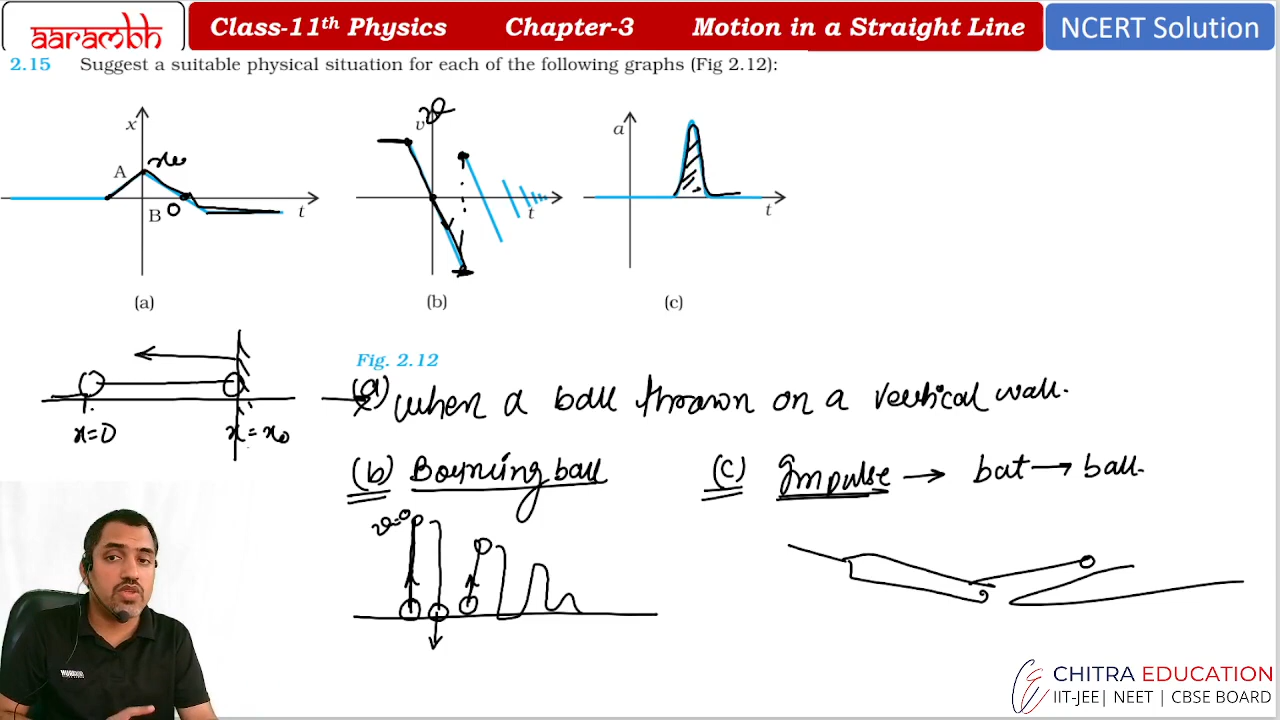 aarambh
Class-11th Physics Chapter-3 Motion in a Straight Line
NCERT Solution
2.15 Suggest a suitable physical situation for each of the following graphs (Fig 2.12):
x
A
x₀
B
0
t
v
v
t
a
t
(a)
(b)
(c)
Fig. 2.12
x=0
x=x₀
(a) when a ball thrown on a vertical wall.
(b) Bouncing ball
(c) Impulse → bat → ball.
v=0
CHITRA EDUCATION
IIT-JEE| NEET | CBSE BOARD